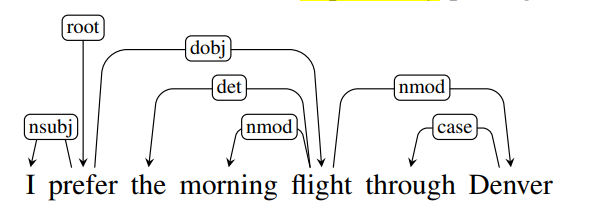 root
dobj
det
nmod
nsubj
nmod
case
I prefer the morning flight through Denver